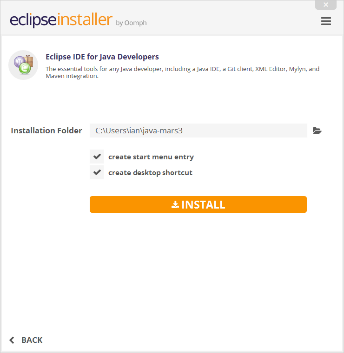 eclipseinstaller by Oomph
Eclipse IDE for Java Developers
The essential tools for any Java developer, including a Java IDE, a Git client, XML Editor, Mylyn, and
Maven integration.
Installation Folder C:\Users\ian\java-mars3
create start menu entry
create desktop shortcut
INSTALL
BACK